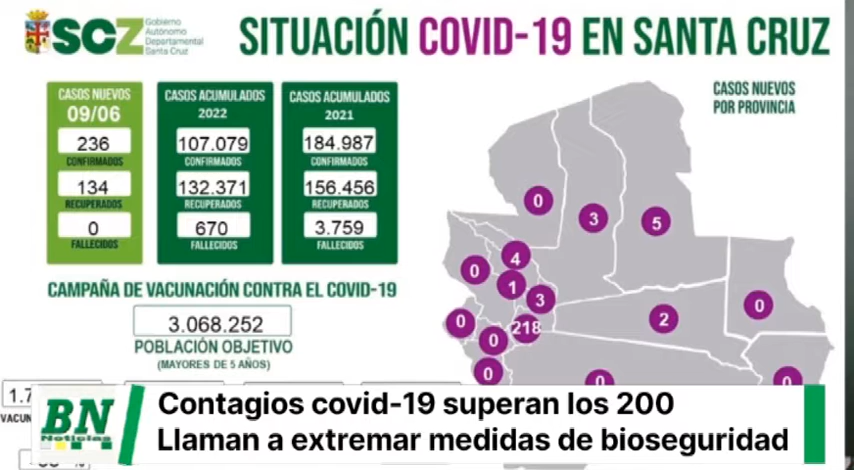 SCZ
Gobierno
Autónomo
Departamental
Santa Cruz
SITUACIÓN COVID-19 EN SANTA CRUZ
CASOS NUEVOS
09/06
236
CONFIRMADOS
134
RECUPERADOS
0
FALLECIDOS
CASOS ACUMULADOS
2022
107.079
CONFIRMADOS
132.371
RECUPERADOS
670
FALLECIDOS
CASOS ACUMULADOS
2021
184.987
CONFIRMADOS
156.456
RECUPERADOS
3.759
FALLECIDOS
CASOS NUEVOS
POR PROVINCIA
0
3
5
4
0
1
3
0
218
2
0
0
0
0
0
CAMPAÑA DE VACUNACIÓN CONTRA EL COVID-19
3.068.252
POBLACIÓN OBJETIVO
(MAYORES DE 5 AÑOS)
BN
Noticias
Contagios covid-19 superan los 200
Llaman a extremar medidas de bioseguridad